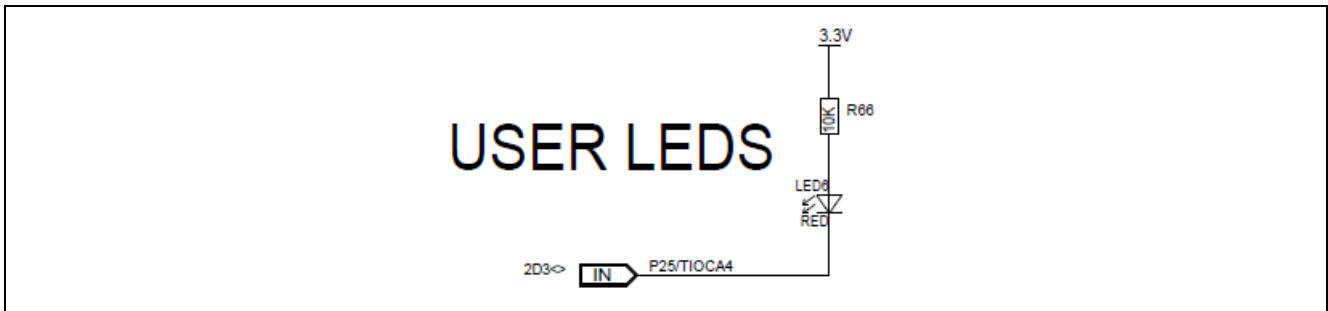 3.3V
10K
R66
USER LEDS
LED6
RED
2D3<>
IN
P25/TIOCA4